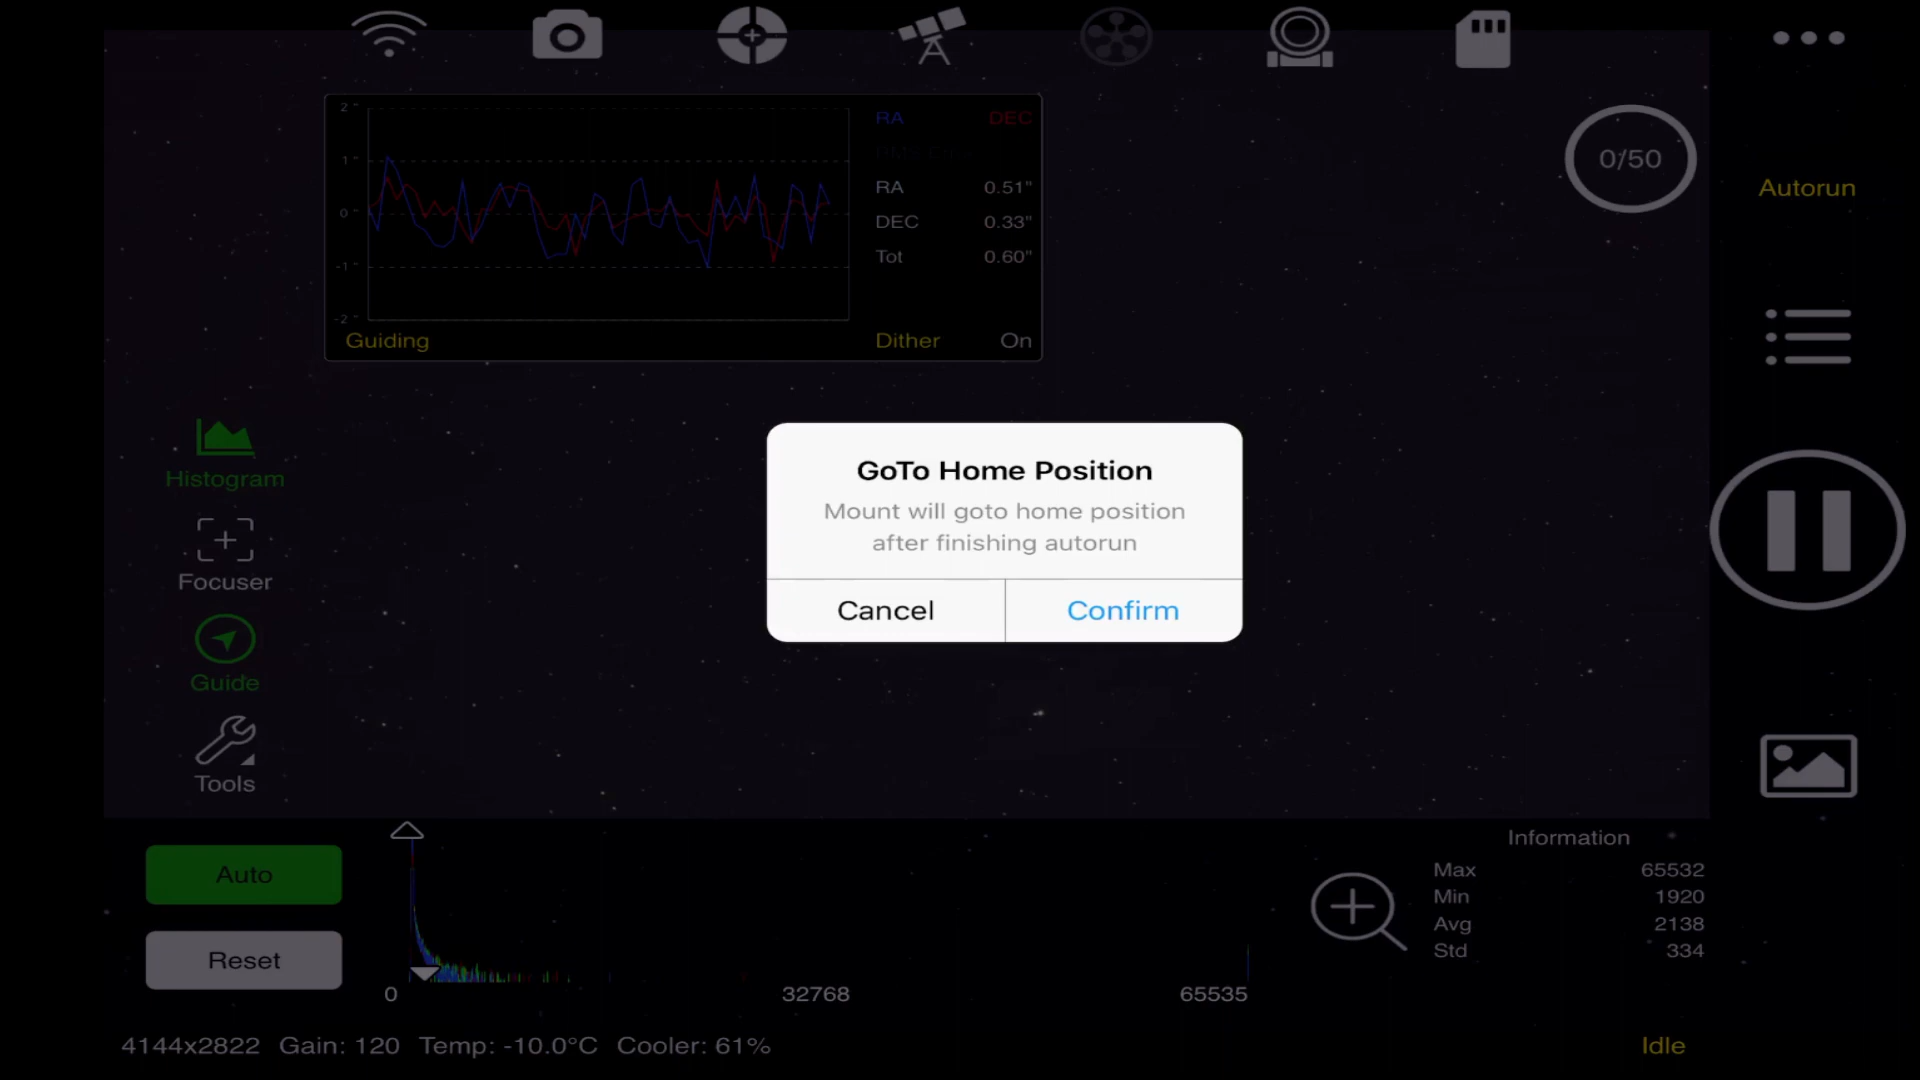 2 "
1 "
0 "
-1 "
-2 "
RA DEC
RA 0.51"
DEC 0.33"
Tot 0.60"
Guiding
Dither On
0/50
Autorun
Histogram
Focuser
Guide
Tools
GoTo Home Position
Mount will goto home position
after finishing autorun
Cancel
Confirm
Auto
Reset
0
32768
65535
Information
Max 65532
Min 1920
Avg 2138
Std 334
4144x2822 Gain: 120 Temp: -10.0°C Cooler: 61%
Idle